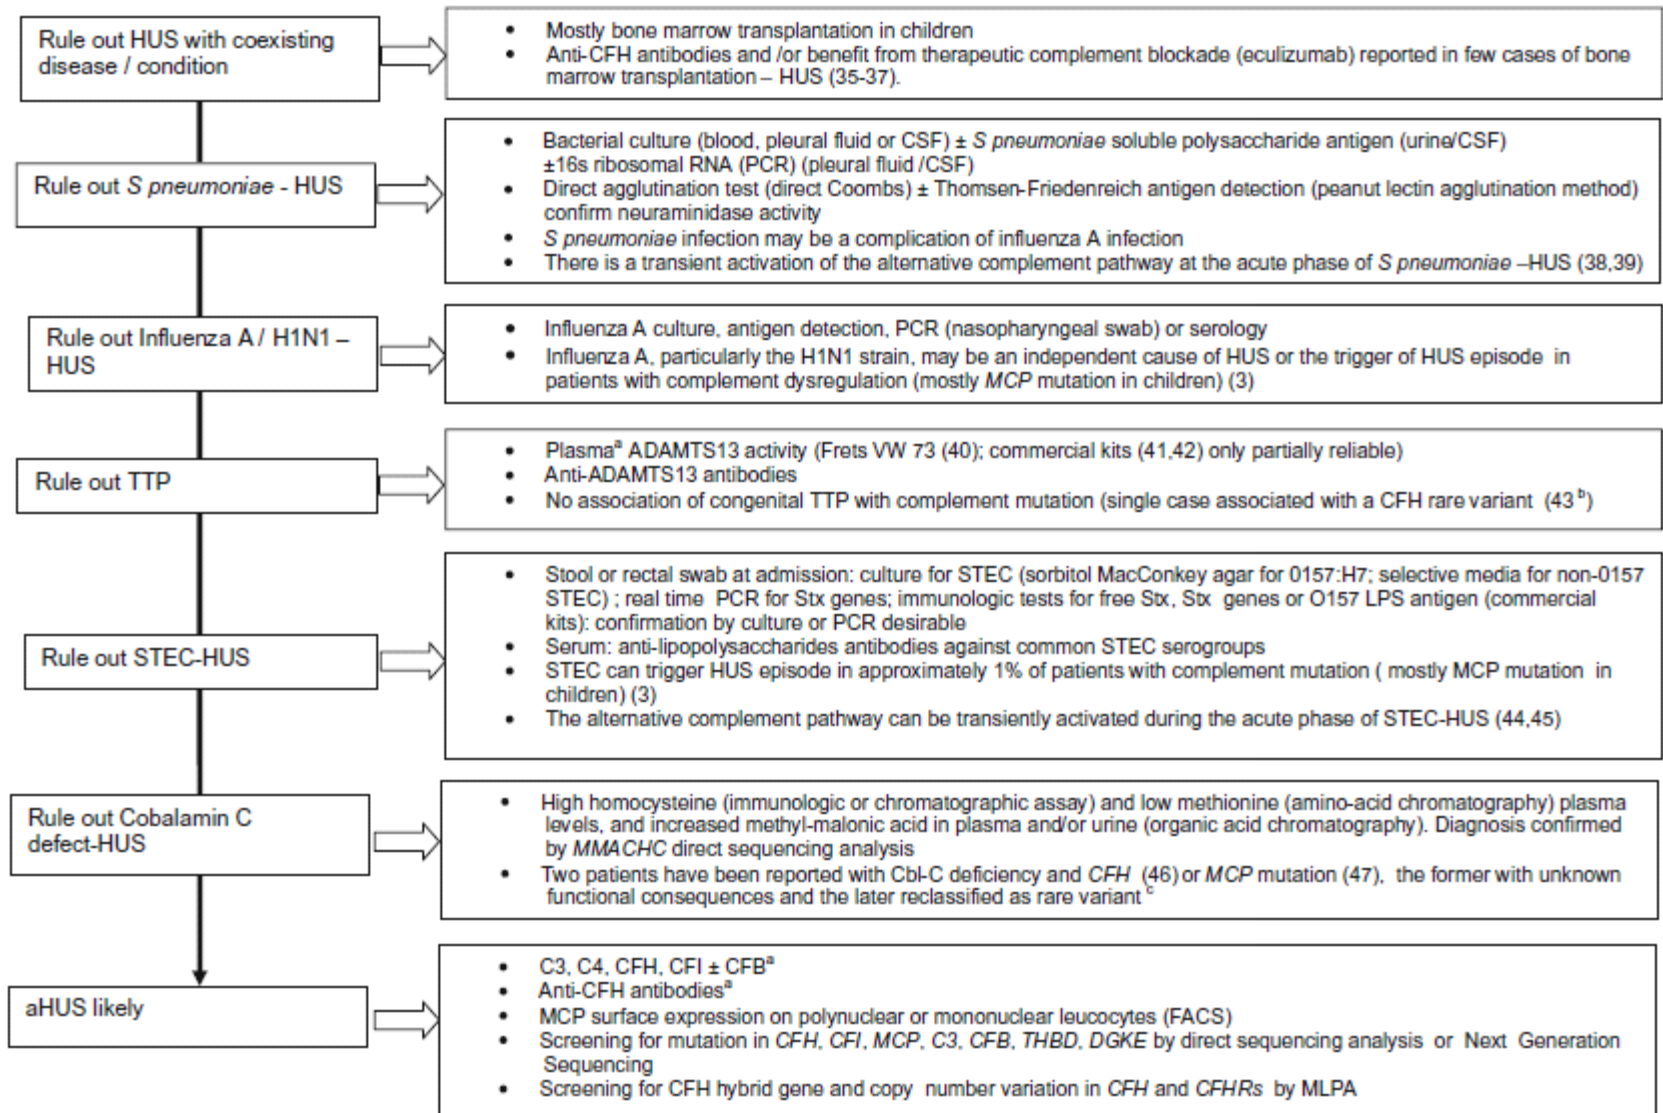 Rule out HUS with coexisting
disease / condition
• Mostly bone marrow transplantation in children
• Anti-CFH antibodies and /or benefit from therapeutic complement blockade (eculizumab) reported in few cases of bone
marrow transplantation – HUS (35-37).
Rule out S pneumoniae - HUS
• Bacterial culture (blood, pleural fluid or CSF) ± S pneumoniae soluble polysaccharide antigen (urine/CSF)
±16s ribosomal RNA (PCR) (pleural fluid /CSF)
• Direct agglutination test (direct Coombs) ± Thomsen-Friedenreich antigen detection (peanut lectin agglutination method)
confirm neuraminidase activity
• S pneumoniae infection may be a complication of influenza A infection
• There is a transient activation of the alternative complement pathway at the acute phase of S pneumoniae –HUS (38,39)
Rule out Influenza A / H1N1 –
HUS
• Influenza A culture, antigen detection, PCR (nasopharyngeal swab) or serology
• Influenza A, particularly the H1N1 strain, may be an independent cause of HUS or the trigger of HUS episode in
patients with complement dysregulation (mostly MCP mutation in children) (3)
Rule out TTP
• Plasmaª ADAMTS13 activity (Frets VW 73 (40); commercial kits (41,42) only partially reliable)
• Anti-ADAMTS13 antibodies
• No association of congenital TTP with complement mutation (single case associated with a CFH rare variant (43 ᵇ)
Rule out STEC-HUS
• Stool or rectal swab at admission: culture for STEC (sorbitol MacConkey agar for 0157:H7; selective media for non-0157
STEC) ; real time PCR for Stx genes; immunologic tests for free Stx, Stx genes or O157 LPS antigen (commercial
kits): confirmation by culture or PCR desirable
• Serum: anti-lipopolysaccharides antibodies against common STEC serogroups
• STEC can trigger HUS episode in approximately 1% of patients with complement mutation ( mostly MCP mutation in
children) (3)
• The alternative complement pathway can be transiently activated during the acute phase of STEC-HUS (44,45)
Rule out Cobalamin C
defect-HUS
• High homocysteine (immunologic or chromatographic assay) and low methionine (amino-acid chromatography) plasma
levels, and increased methyl-malonic acid in plasma and/or urine (organic acid chromatography). Diagnosis confirmed
by MMACHC direct sequencing analysis
• Two patients have been reported with Cbl-C deficiency and CFH (46) or MCP mutation (47), the former with unknown
functional consequences and the later reclassified as rare variant ᶜ
aHUS likely
• C3, C4, CFH, CFI ± CFBª
• Anti-CFH antibodiesª
• MCP surface expression on polynuclear or mononuclear leucocytes (FACS)
• Screening for mutation in CFH, CFI, MCP, C3, CFB, THBD, DGKE by direct sequencing analysis or Next Generation
Sequencing
• Screening for CFH hybrid gene and copy number variation in CFH and CFHRs by MLPA